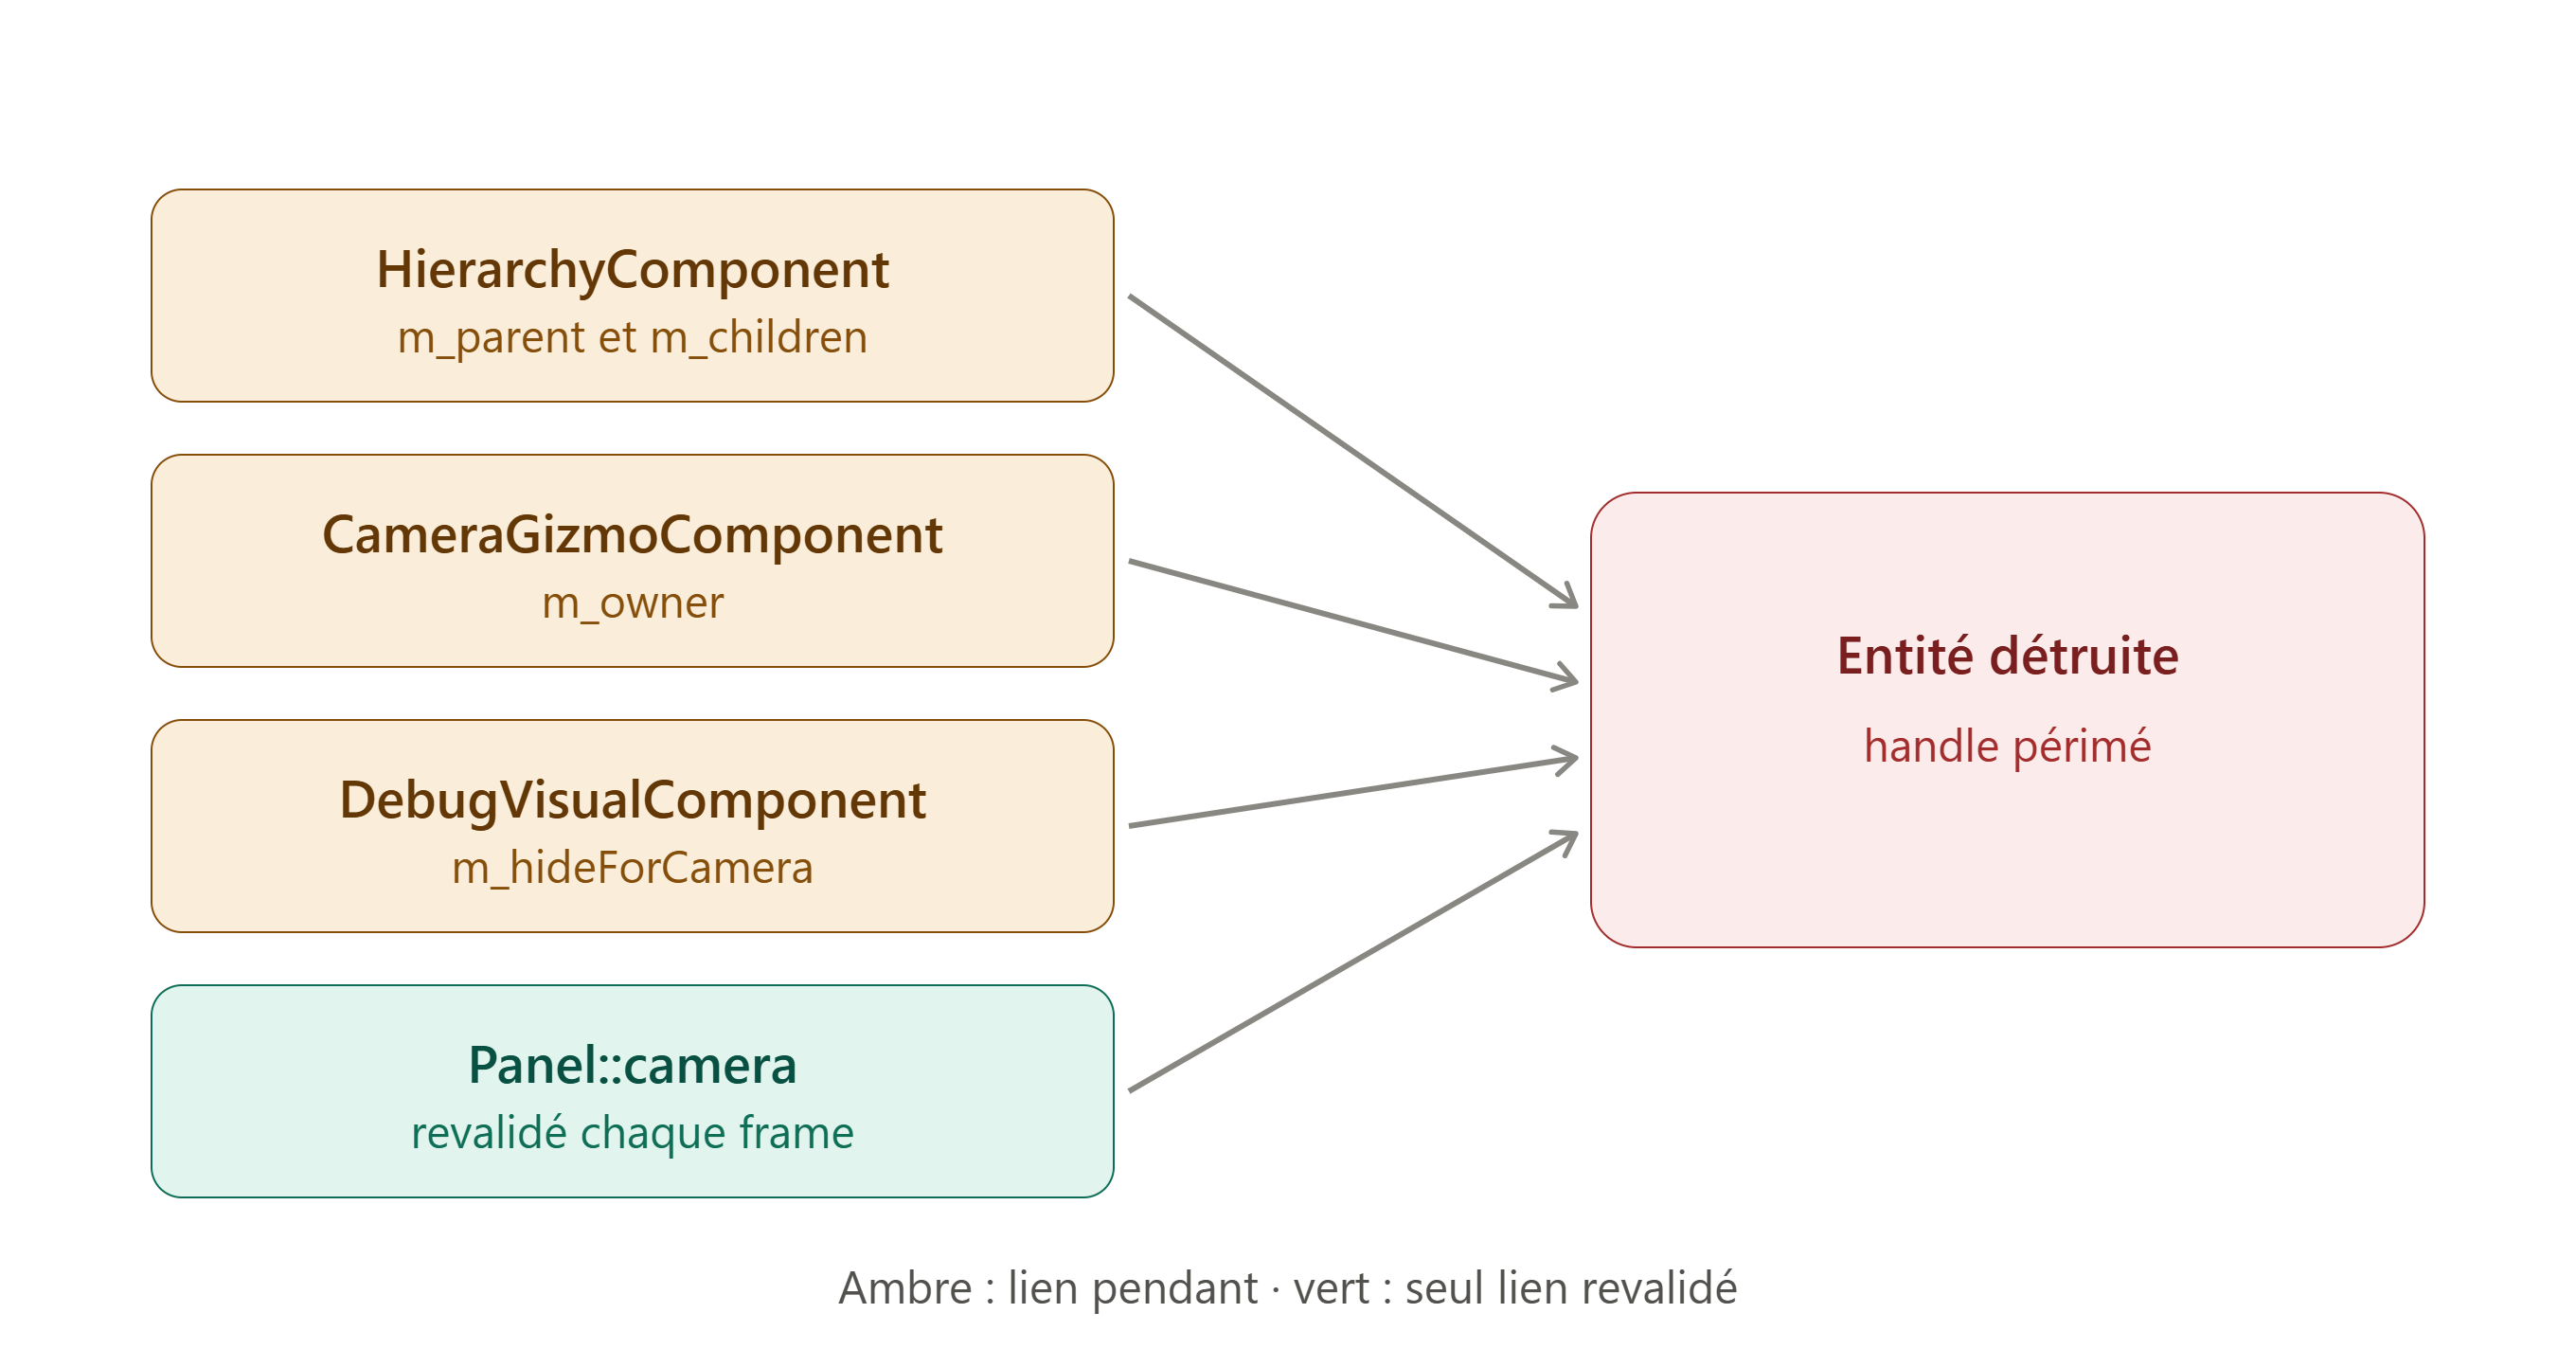 HierarchyComponent
m_parent et m_children
CameraGizmoComponent
m_owner
DebugVisualComponent
m_hideForCamera
Panel::camera
revalidé chaque frame
Entité détruite
handle périmé
Ambre : lien pendant · vert : seul lien revalidé